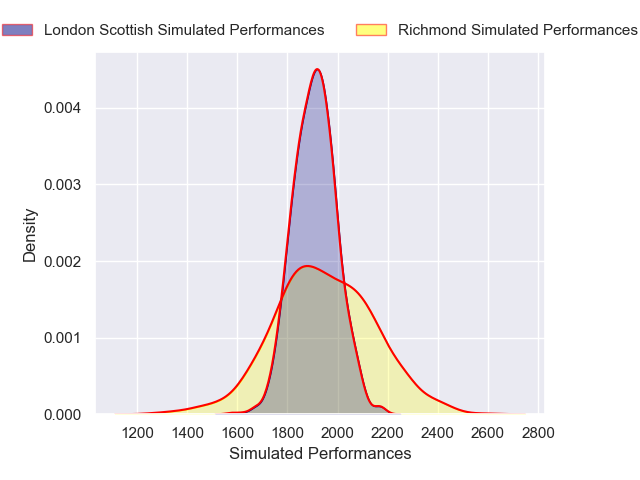 London Scottish Simulated Performances
Richmond Simulated Performances
0.004
0.003
0.002
0.001
0.000
Density
1200 1400 1600 1800 2000 2200 2400 2600 2800
Simulated Performances